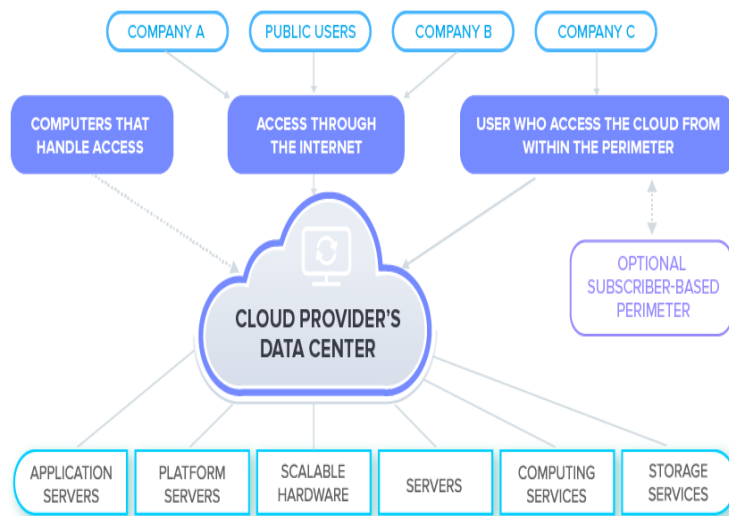 COMPANY A
PUBLIC USERS
COMPANY B
COMPANY C
COMPUTERS THAT
HANDLE ACCESS
ACCESS THROUGH
THE INTERNET
USER WHO ACCESS THE CLOUD FROM
WITHIN THE PERIMETER
OPTIONAL
SUBSCRIBER-BASED
PERIMETER
CLOUD PROVIDER'S
DATA CENTER
APPLICATION
SERVERS
PLATFORM
SERVERS
SCALABLE
HARDWARE
SERVERS
COMPUTING
SERVICES
STORAGE
SERVICES